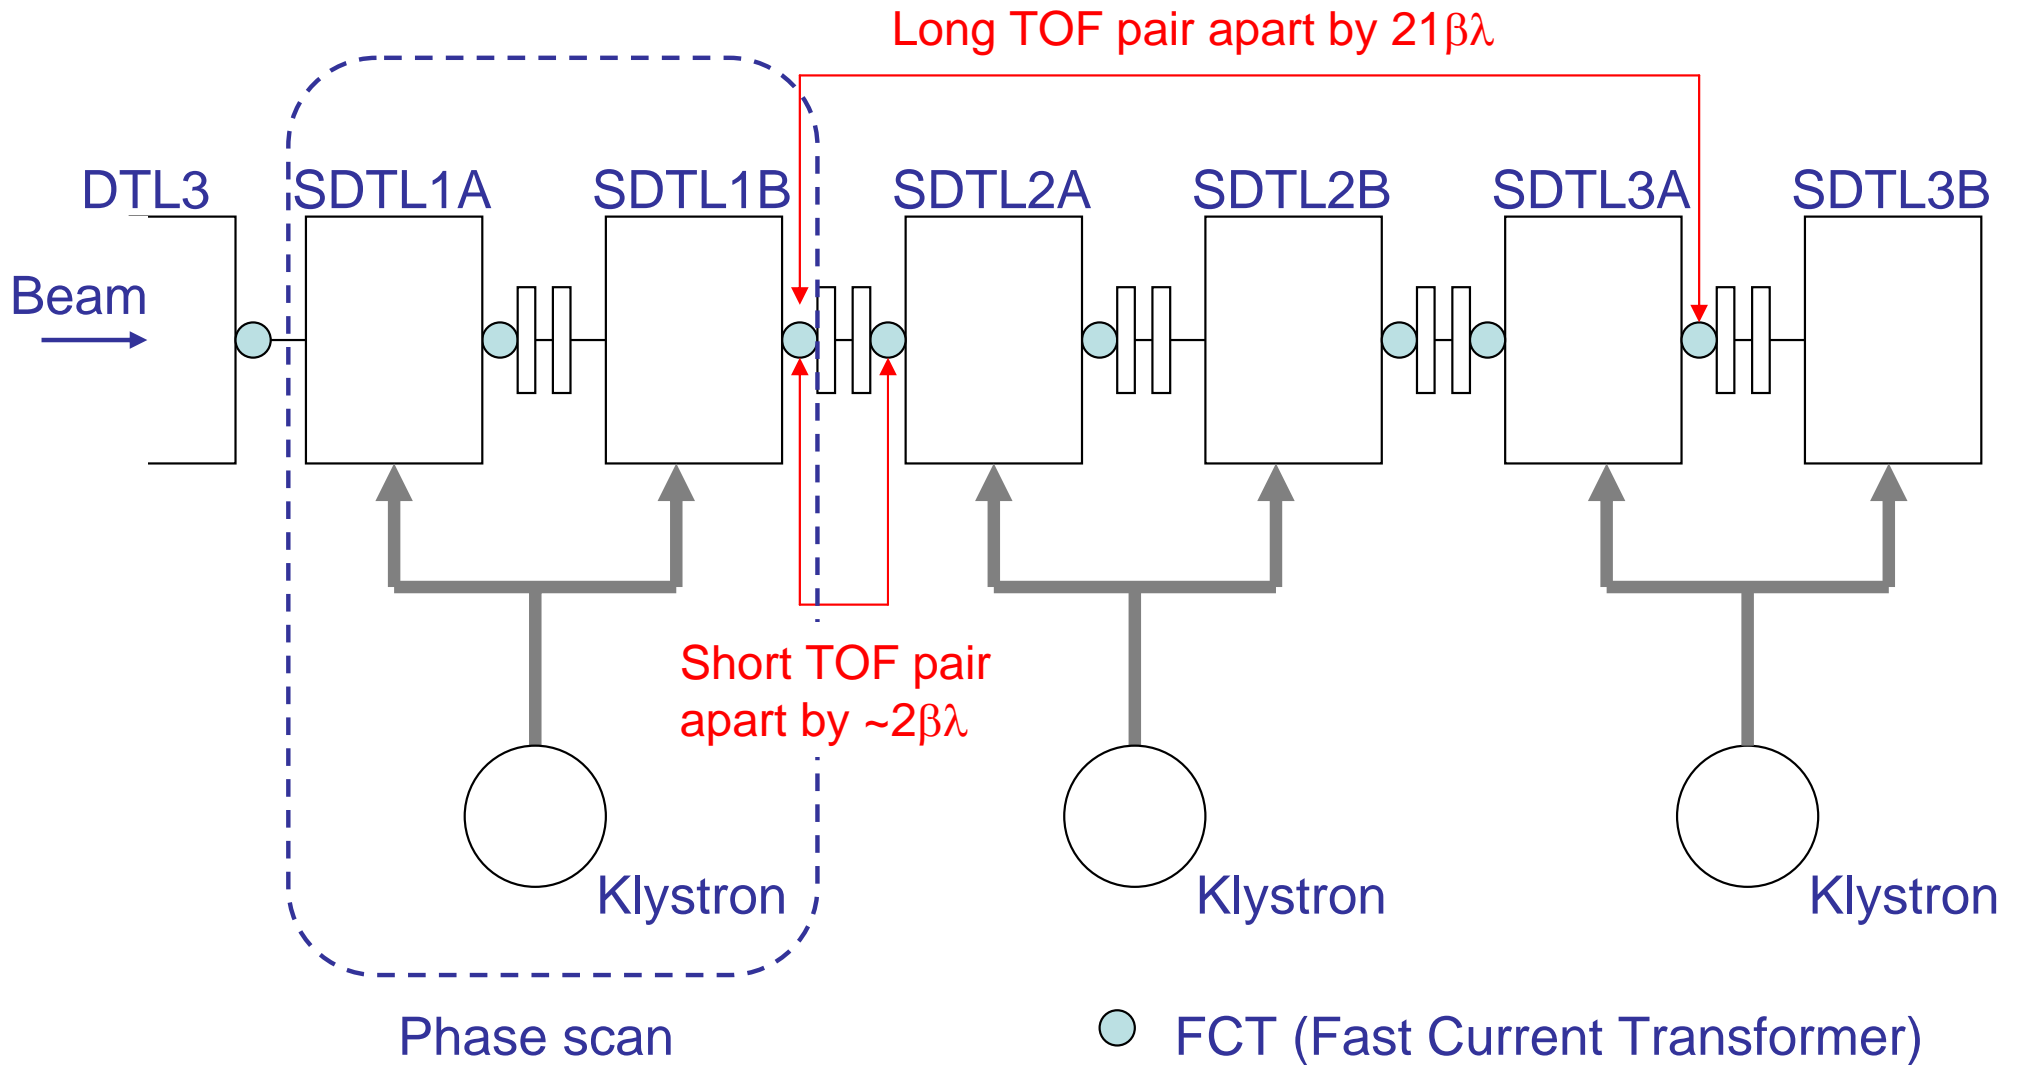 Long TOF pair apart by 21βλ
DTL3
SDTL1A
SDTL1B
SDTL2A
SDTL2B
SDTL3A
SDTL3B
Beam
Short TOF pair
apart by ~2βλ
Klystron
Klystron
Klystron
Phase scan
FCT (Fast Current Transformer)